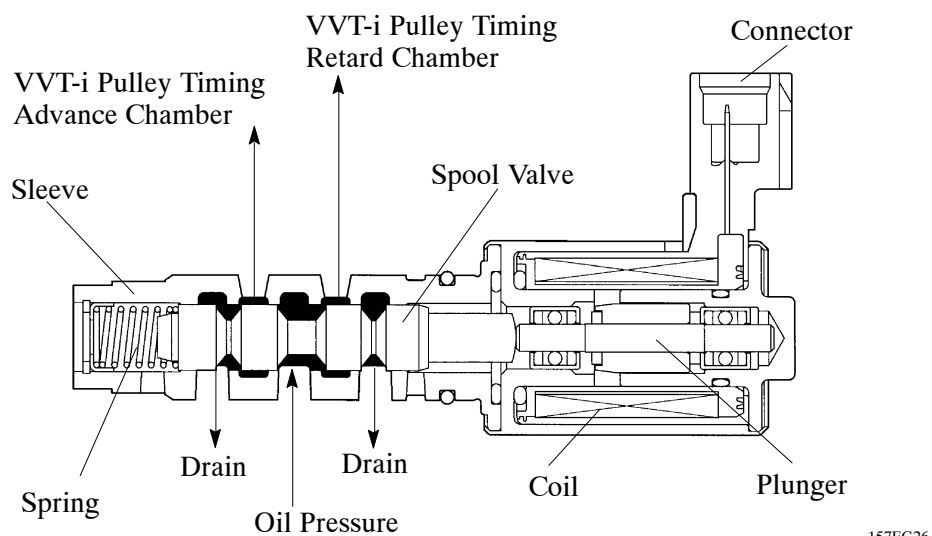 VVT-i Pulley Timing
Retard Chamber
Connector
VVT-i Pulley Timing
Advance Chamber
Sleeve
Spool Valve
Drain
Drain
Spring
Oil Pressure
Coil
Plunger